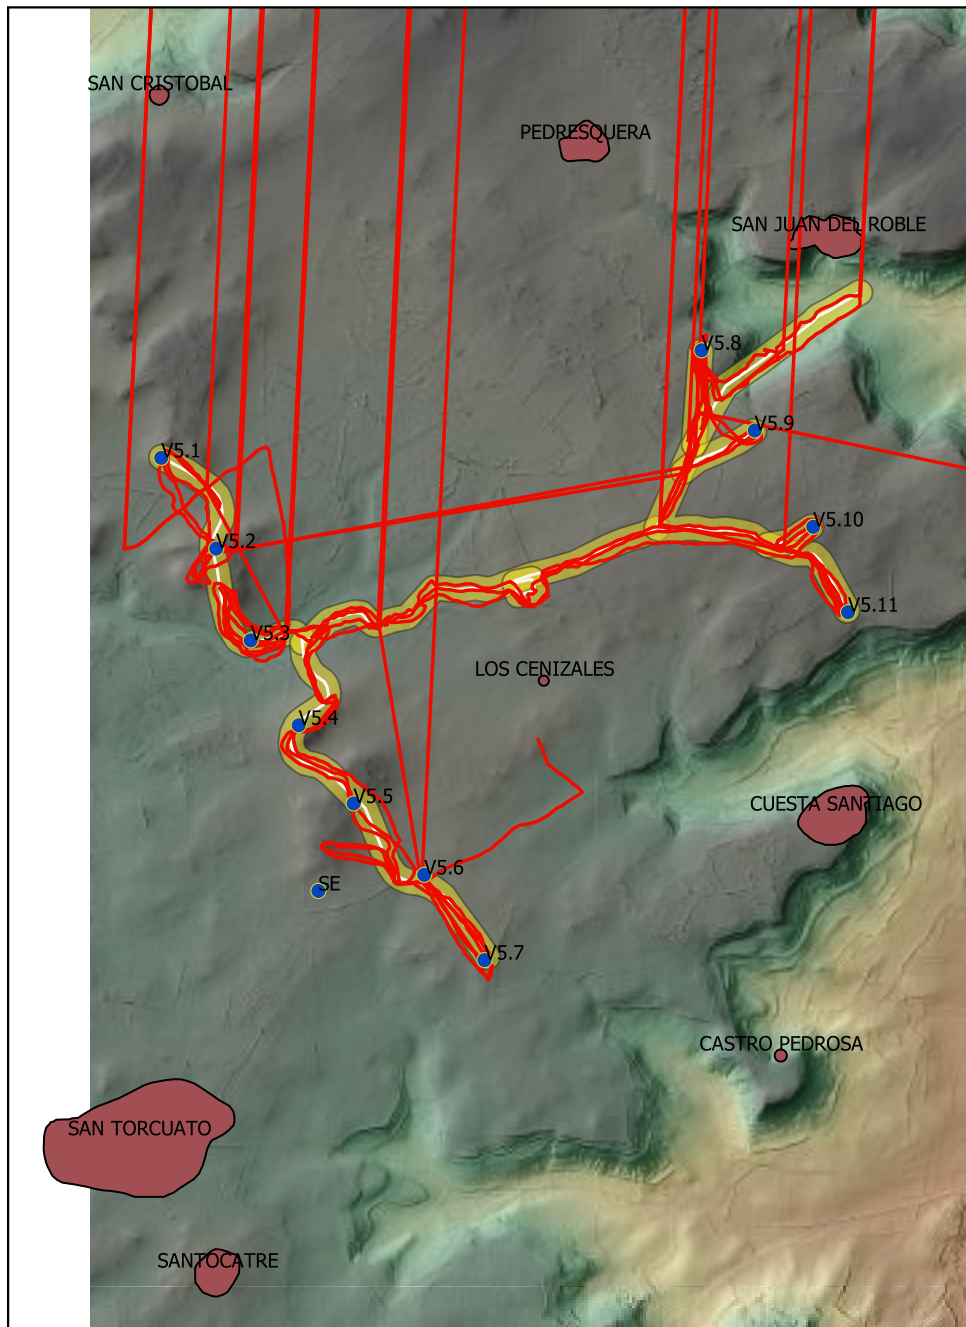 SAN CRISTOBAL
PEDRESQUERA
SAN JUAN DEL ROBLE
V5.8
V5.9
V5.1
V5.10
V5.2
V5.11
V5.3
LOS CENIZALES
V5.4
V5.5
CUESTA SANTIAGO
V5.6
SE
V5.7
CASTRO PEDROSA
SAN TORCUATO
SANTOCATRE